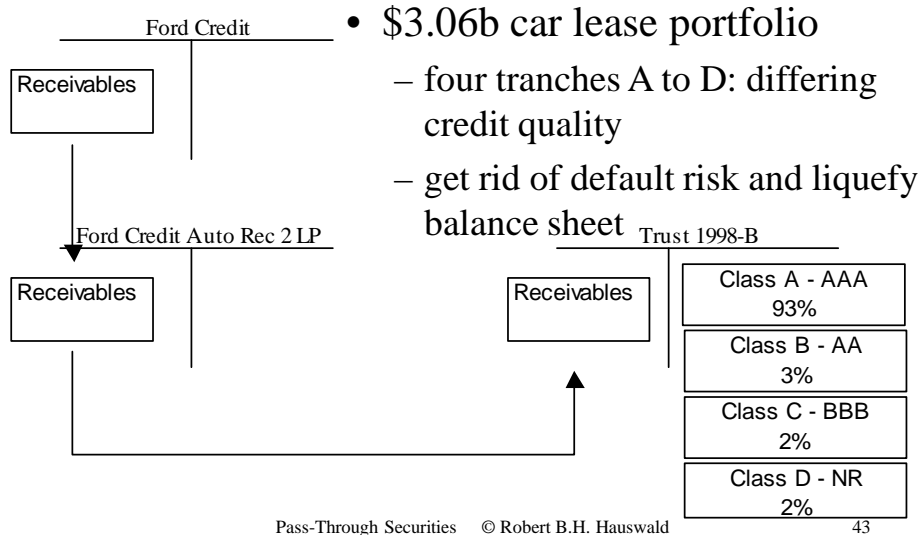 Ford Credit
Receivables
• $3.06b car lease portfolio
– four tranches A to D: differing
credit quality
– get rid of default risk and liquefy
balance sheet
Ford Credit Auto Rec 2 LP
Receivables
Trust 1998-B
Receivables
Class A - AAA
93%
Class B - AA
3%
Class C - BBB
2%
Class D - NR
2%
Pass-Through Securities © Robert B.H. Hauswald 43